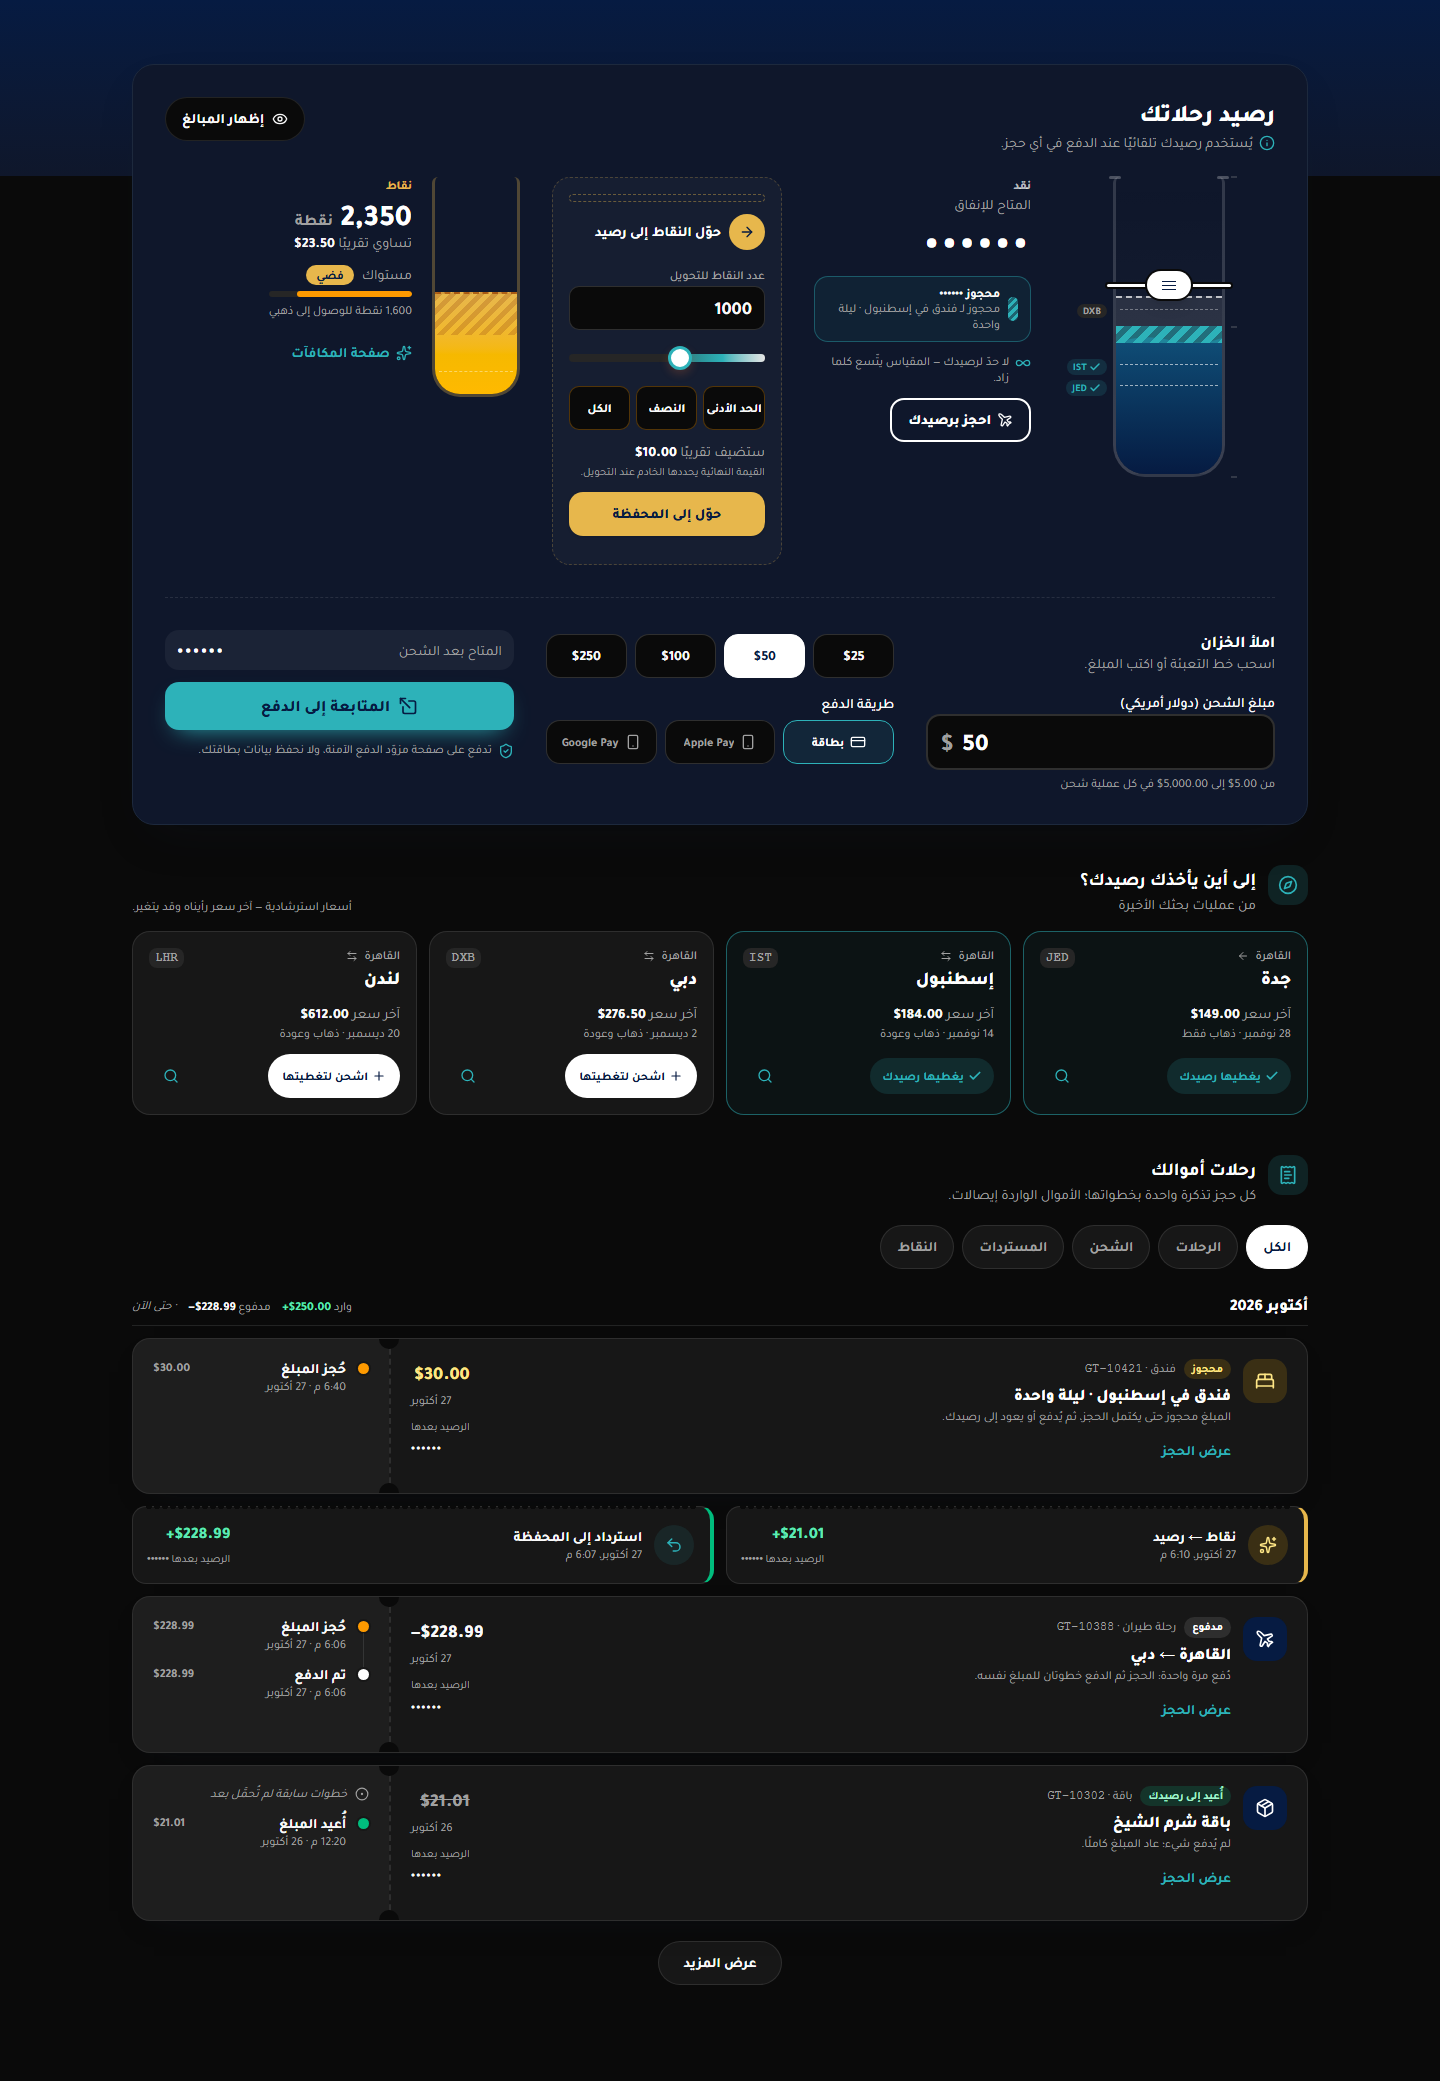 رصيد رحلاتك
يُستخدم رصيدك تلقائيًا عند الدفع في أي حجز.
إظهار المبالغ
DXB
IST
JED
نقد
المتاح للإنفاق
••••••
محجوز ••••••
محجوز لـ فندق في إسطنبول · ليلة
واحدة
لا حدّ لرصيدك – المقياس يتّسع كلما
زاد.
احجز برصيدك
حوّل النقاط إلى رصيد
عدد النقاط للتحويل
1000
الحد الأدنى
النصف
الكل
ستضيف تقريبًا $10.00
القيمة النهائية يحددها الخادم عند التحويل.
حوّل إلى المحفظة
نقاط
2,350 نقطة
تساوي تقريبًا $23.50
مستواك فضي
1,600 نقطة للوصول إلى ذهبي
صفحة المكافآت
املأ الخزان
اسحب خط التعبئة أو اكتب المبلغ.
مبلغ الشحن (دولار أمريكي)
$ 50
من $5.00 إلى $5,000.00 في كل عملية شحن
$25
$50
$100
$250
طريقة الدفع
بطاقة
Apple Pay
Google Pay
المتاح بعد الشحن ••••••
المتابعة إلى الدفع
تدفع على صفحة مزوّد الدفع الآمنة، ولا نحفظ بيانات بطاقتك.
إلى أين يأخذك رصيدك؟
من عمليات بحثك الأخيرة
أسعار استرشادية – آخر سعر رأيناه وقد يتغير.
القاهرة
JED
جدة
آخر سعر $149.00
28 نوفمبر · ذهاب فقط
يغطيها رصيدك
القاهرة
IST
إسطنبول
آخر سعر $184.00
14 نوفمبر · ذهاب وعودة
يغطيها رصيدك
القاهرة
DXB
دبي
آخر سعر $276.50
2 ديسمبر · ذهاب وعودة
اشحن لتغطيتها
القاهرة
LHR
لندن
آخر سعر $612.00
20 ديسمبر · ذهاب وعودة
اشحن لتغطيتها
رحلات أموالك
كل حجز تذكرة واحدة بخطواتها؛ الأموال الواردة إيصالات.
الكل
الرحلات
الشحن
المستردات
النقاط
أكتوبر 2026
وارد +$250.00 مدفوع −$228.99 · حتى الآن
محجوز فندق · GT-10421
فندق في إسطنبول · ليلة واحدة
المبلغ محجوز حتى يكتمل الحجز، ثم يُدفع أو يعود إلى رصيدك.
عرض الحجز
$30.00
27 أكتوبر
الرصيد بعدها
••••••
حُجز المبلغ $30.00
6:40 م · 27 أكتوبر
نقاط ← رصيد
27 أكتوبر، 6:10 م
+$21.01
الرصيد بعدها ••••••
استرداد إلى المحفظة
27 أكتوبر، 6:07 م
+$228.99
الرصيد بعدها ••••••
مدفوع رحلة طيران · GT-10388
القاهرة ← دبي
دُفع مرة واحدة: الحجز ثم الدفع خطوتان للمبلغ نفسه.
عرض الحجز
−$228.99
27 أكتوبر
الرصيد بعدها
••••••
حُجز المبلغ $228.99
6:06 م · 27 أكتوبر
تم الدفع $228.99
6:06 م · 27 أكتوبر
أُعيد إلى رصيدك باقة · GT-10302
باقة شرم الشيخ
لم يُدفع شيء: عاد المبلغ كاملًا.
عرض الحجز
$21.01
26 أكتوبر
الرصيد بعدها
••••••
خطوات سابقة لم تُحمَّل بعد
أُعيد المبلغ $21.01
12:20 م · 26 أكتوبر
عرض المزيد